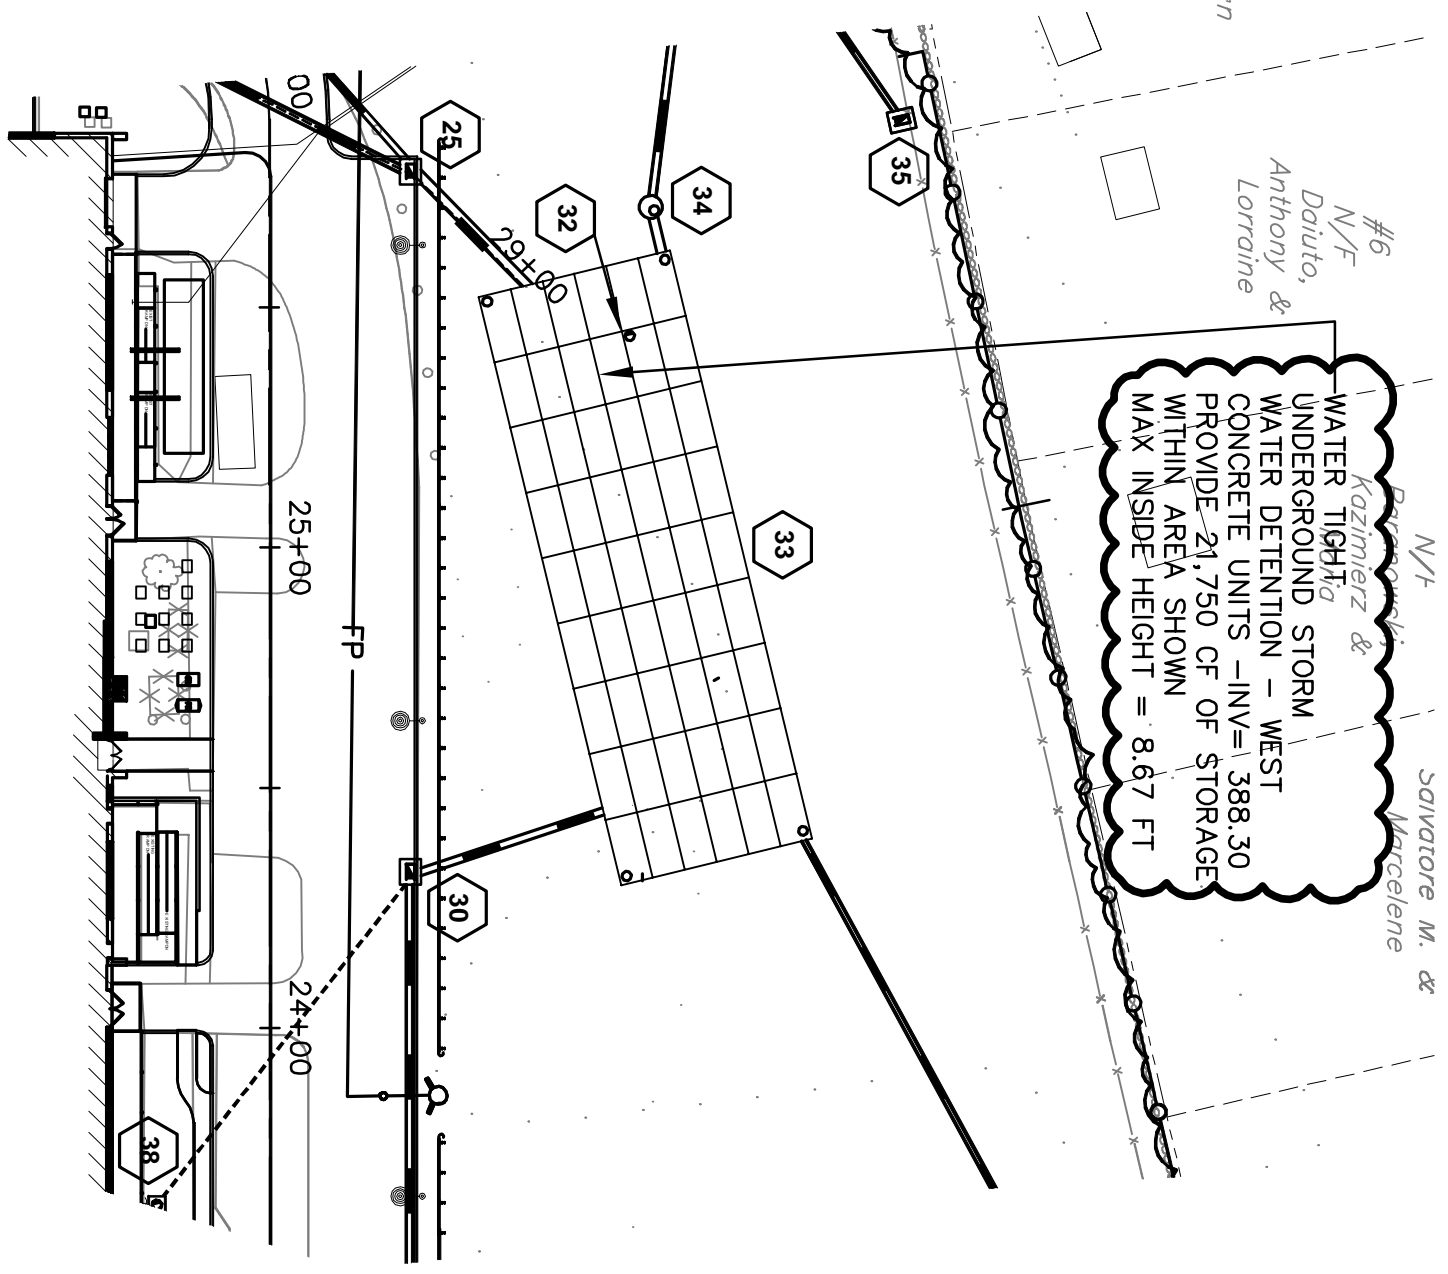 WATER TIGHT
UNDERGROUND STORM
WATER DETENTION - WEST
CONCRETE UNITS -INV= 388.30
PROVIDE 21,750 CF OF STORAGE
WITHIN AREA SHOWN
MAX INSIDE HEIGHT = 8.67 FT
#6
N/F
Daiuto,
Anthony &
Lorraine
N/F
Kazimierz &
Salvatore M. &
Marcelene
25
32
34
35
33
30
38
29+00
00
25+00
24+00
FP